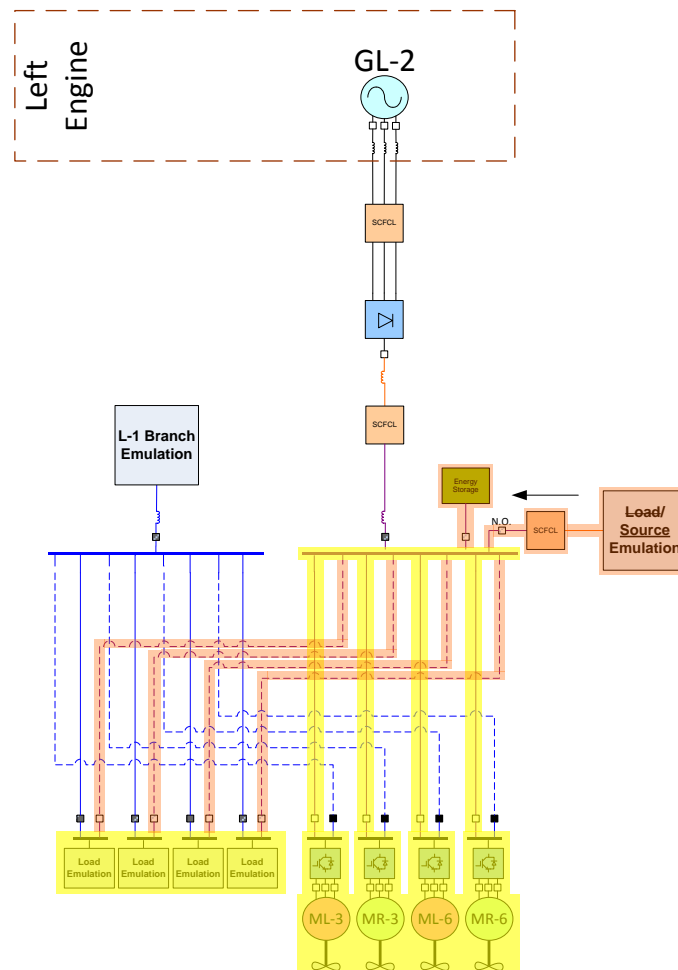 Left
Engine
GL-2
SCFCL
SCFCL
L-1 Branch
Emulation
Energy
Storage
N.O.
SCFCL
Load/
Source
Emulation
Load
Emulation
Load
Emulation
Load
Emulation
Load
Emulation
ML-3
MR-3
ML-6
MR-6